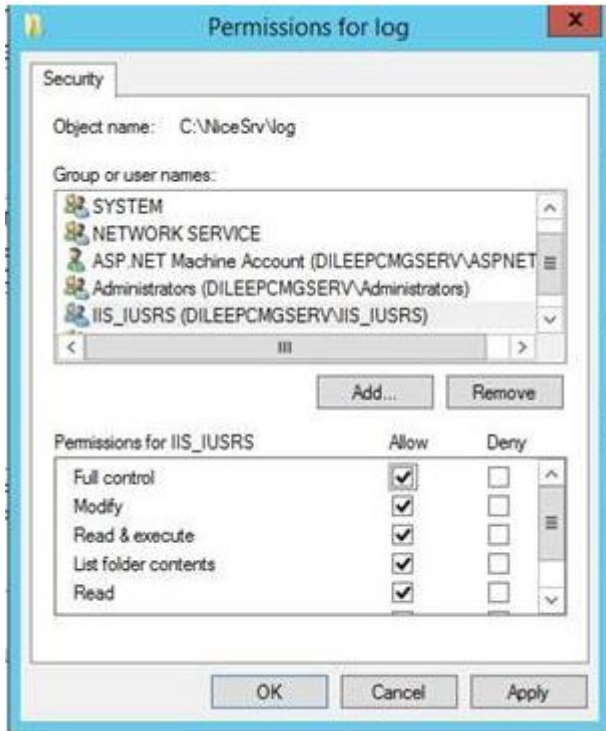 Permissions for log
x
Security
Object name: C:\NiceSrv\log
Group or user names:
SYSTEM
NETWORK SERVICE
ASP.NET Machine Account (DILEEPCMGSERV\ASPNET
Administrators (DILEEPCMGSERV\Administrators)
IIS_IUSRS (DILEEPCMGSERV\IIS_IUSRS)
Add...
Remove
Permissions for IIS_IUSRS Allow Deny
Full control
Modify
Read & execute
List folder contents
Read
OK Cancel Apply